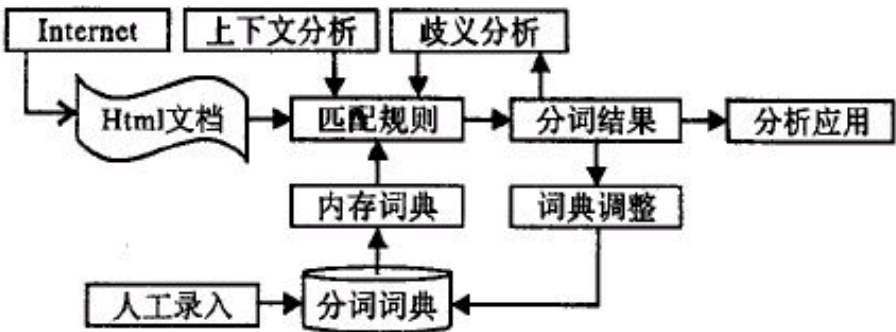 Internet
上下文分析
歧义分析
Html文档
匹配规则
分词结果
分析应用
内存词典
词典调整
人工录入
分词词典